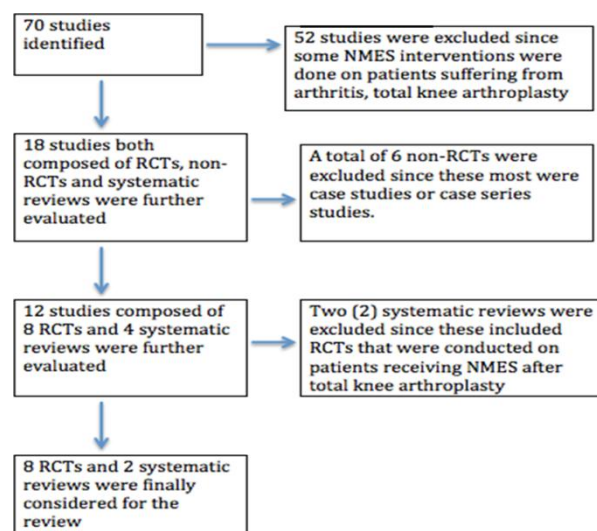 70 studies
identified
52 studies were excluded since
some NMES interventions were
done on patients suffering from
arthritis, total knee arthroplasty
18 studies both
composed of RCTs, non-
RCTs and systematic
reviews were further
evaluated
A total of 6 non-RCTs were
excluded since these most were
case studies or case series
studies.
12 studies composed of
8 RCTs and 4 systematic
reviews were further
evaluated
Two (2) systematic reviews were
excluded since these included
RCTs that were conducted on
patients receiving NMES after
total knee arthroplasty
8 RCTs and 2 systematic
reviews were finally
considered for the
review